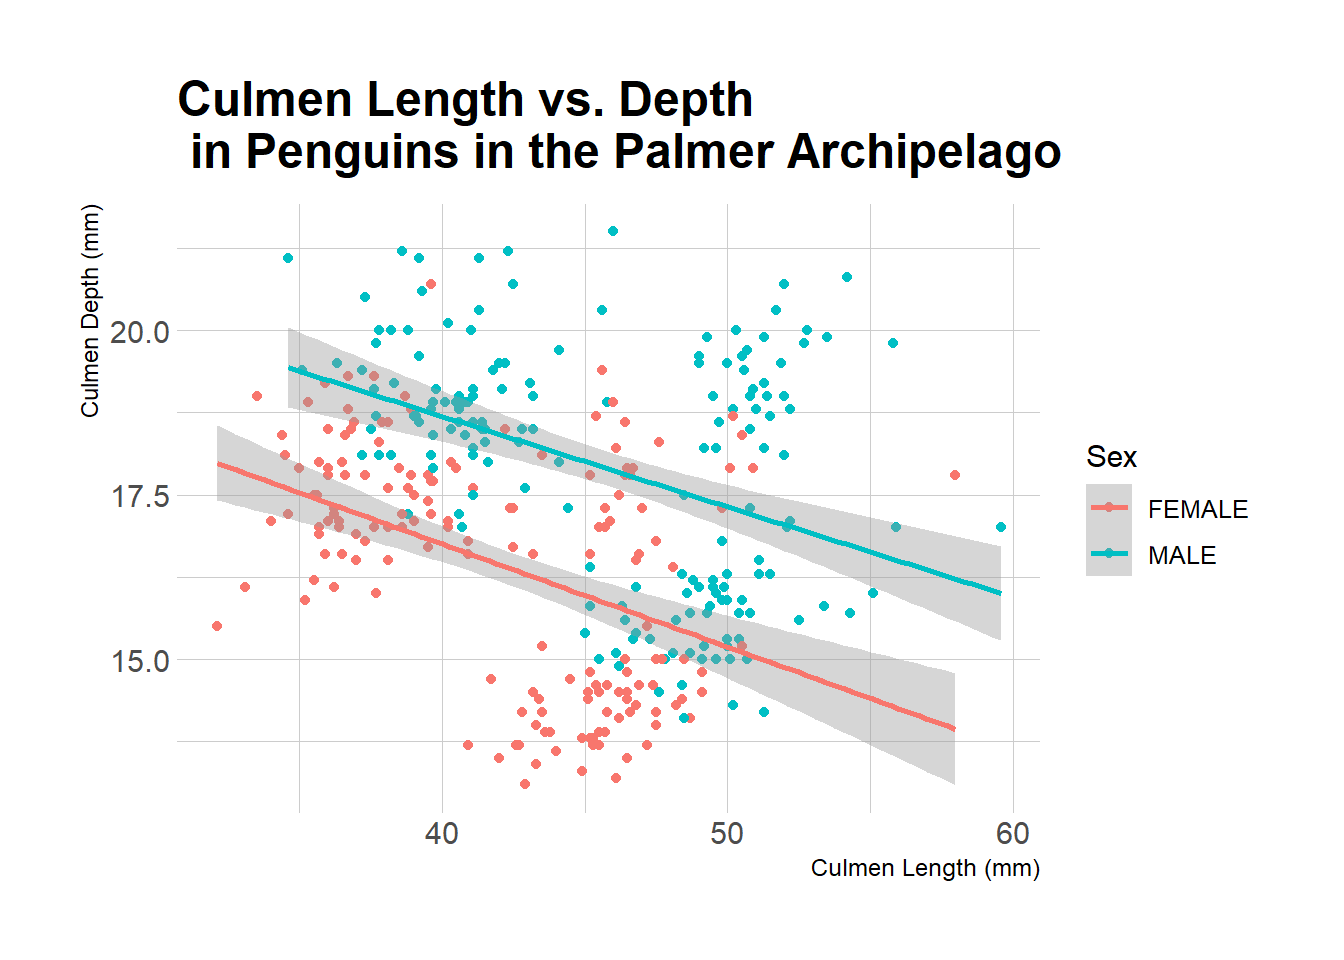 Culmen Length vs. Depth
in Penguins in the Palmer Archipelago
Culmen Depth (mm)
20.0
17.5
15.0
40
50
60
Culmen Length (mm)
Sex
FEMALE
MALE